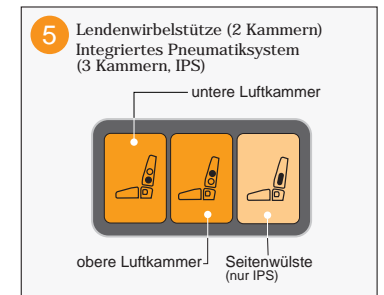 5
Lendenwirbelstütze (2 Kammern)
Integriertes Pneumatiksystem
(3 Kammern, IPS)
untere Luftkammer
obere Luftkammer
Seitenwülste
(nur IPS)